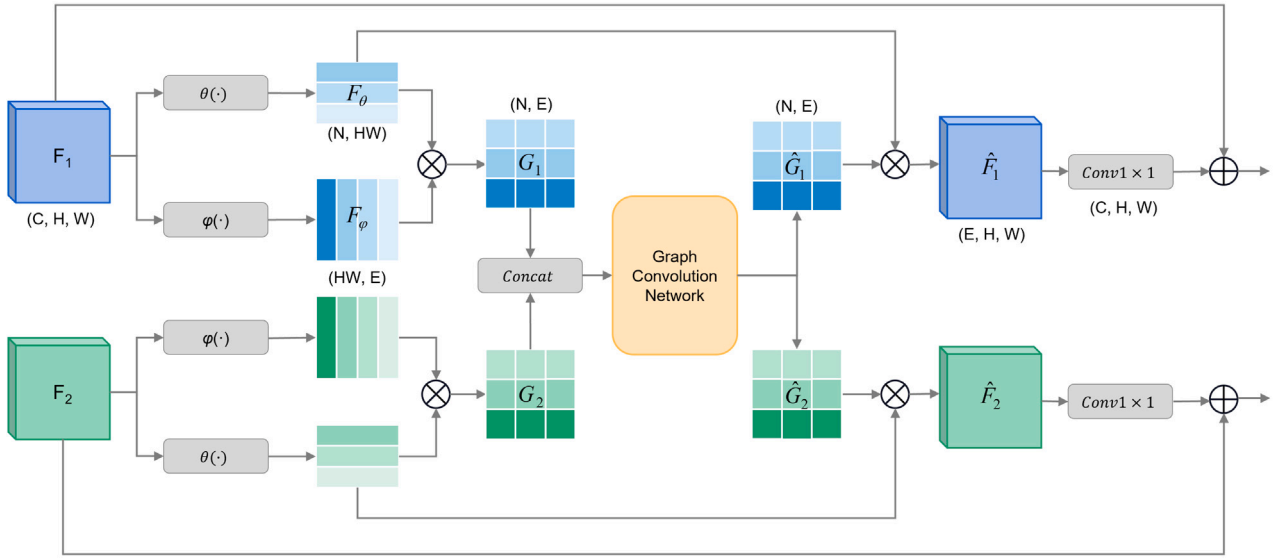 F₁
(C, H, W)
θ(·)
φ(·)
F_θ
(N, HW)
F_φ
(HW, E)
(N, E)
G₁
Concat
Graph
Convolution
Network
(N, E)
Ĝ₁
F̂₁
(E, H, W)
Conv1 × 1
(C, H, W)
F₂
φ(·)
θ(·)
G₂
Ĝ₂
F̂₂
Conv1 × 1